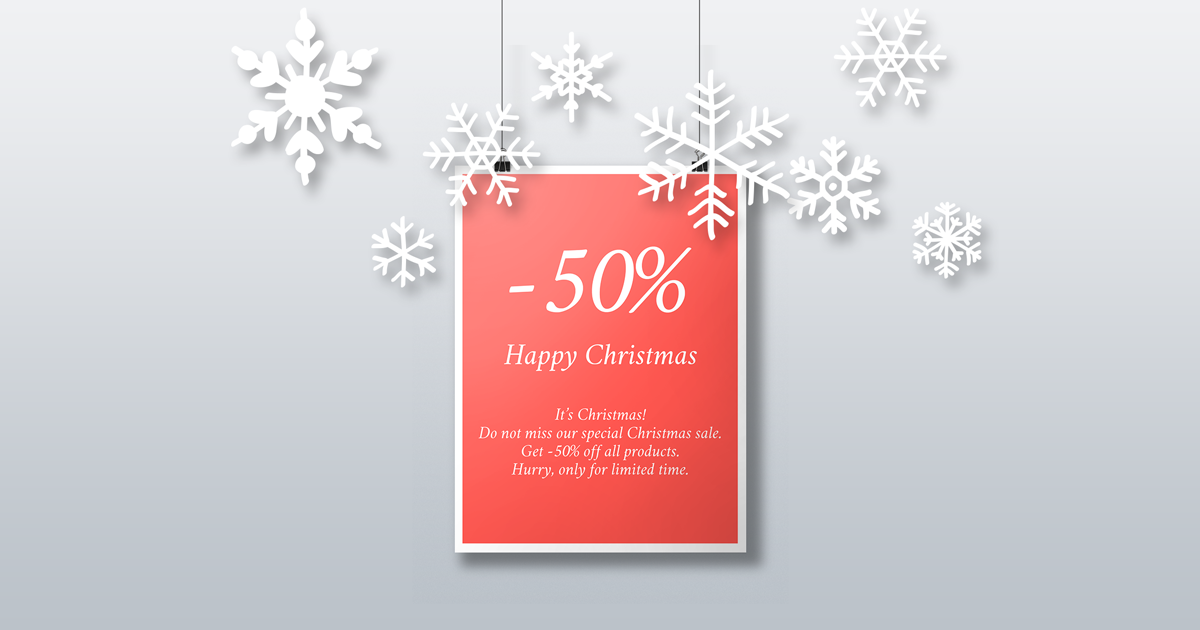 -50%
Happy Christmas
It's Christmas!
Do not miss our special Christmas sale.
Get -50% off all products.
Hurry, only for limited time.